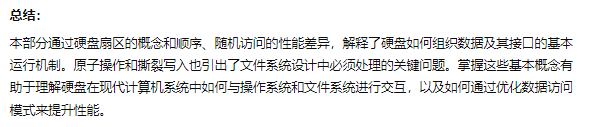 总结：
本部分通过硬盘扇区的概念和顺序、随机访问的性能差异，解释了硬盘如何组织数据及其接口的基本
运行机制。原子操作和撕裂写入也引出了文件系统设计中必须处理的关键问题。掌握这些基本概念有
助于理解硬盘在现代计算机系统中如何与操作系统和文件系统进行交互，以及如何通过优化数据访问
模式来提升性能。